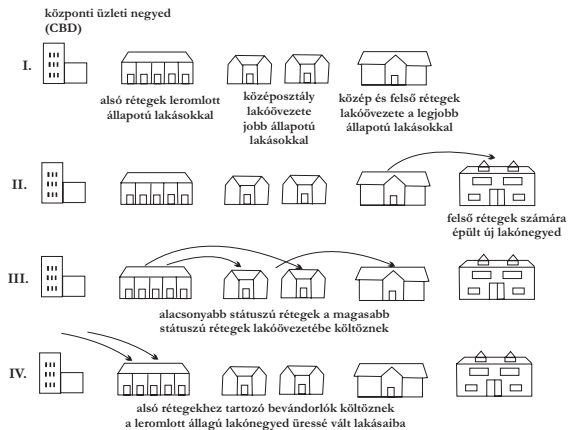 központi üzleti negyed
(CBD)
I.
alsó rétegek leromlott
állapotú lakásokkal
középosztály
lakóövezete
jobb állapotú
lakásokkal
közép és felső rétegek
lakóövezete a legjobb
állapotú lakásokkal
II.
felső rétegek számára
épült új lakónegyed
III.
alacsonyabb státuszú rétegek a magasabb
státuszú rétegek lakóövezetébe költöznek
IV.
alsó rétegekhez tartozó bevándorlók költöznek
a leromlott állagú lakónegyed üressé vált lakásaiba